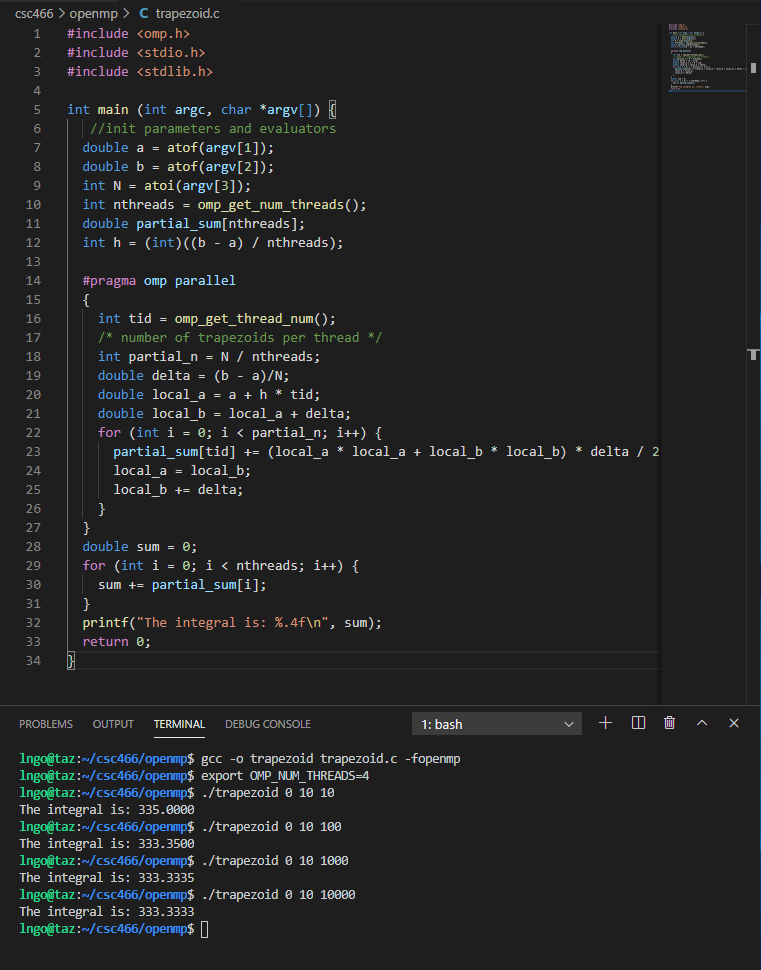 csc466 > openmp > C trapezoid.c
1 #include <omp.h>
2 #include <stdio.h>
3 #include <stdlib.h>
4
5 int main (int argc, char *argv[]) {
6 //init parameters and evaluators
7 double a = atof(argv[1]);
8 double b = atof(argv[2]);
9 int N = atoi(argv[3]);
10 int nthreads = omp_get_num_threads();
11 double partial_sum[nthreads];
12 int h = (int)((b - a) / nthreads);
13
14 #pragma omp parallel
15 {
16 int tid = omp_get_thread_num();
17 /* number of trapezoids per thread */
18 int partial_n = N / nthreads;
19 double delta = (b - a)/N;
20 double local_a = a + h * tid;
21 double local_b = local_a + delta;
22 for (int i = 0; i < partial_n; i++) {
23 partial_sum[tid] += (local_a * local_a + local_b * local_b) * delta / 2
24 local_a = local_b;
25 local_b += delta;
26 }
27 }
28 double sum = 0;
29 for (int i = 0; i < nthreads; i++) {
30 sum += partial_sum[i];
31 }
32 printf("The integral is: %.4f\n", sum);
33 return 0;
34 }
PROBLEMS OUTPUT TERMINAL DEBUG CONSOLE 1: bash
lngo@taz:~/csc466/openmp$ gcc -o trapezoid trapezoid.c -fopenmp
lngo@taz:~/csc466/openmp$ export OMP_NUM_THREADS=4
lngo@taz:~/csc466/openmp$ ./trapezoid 0 10 10
The integral is: 335.0000
lngo@taz:~/csc466/openmp$ ./trapezoid 0 10 100
The integral is: 333.3500
lngo@taz:~/csc466/openmp$ ./trapezoid 0 10 1000
The integral is: 333.3335
lngo@taz:~/csc466/openmp$ ./trapezoid 0 10 10000
The integral is: 333.3333
lngo@taz:~/csc466/openmp$